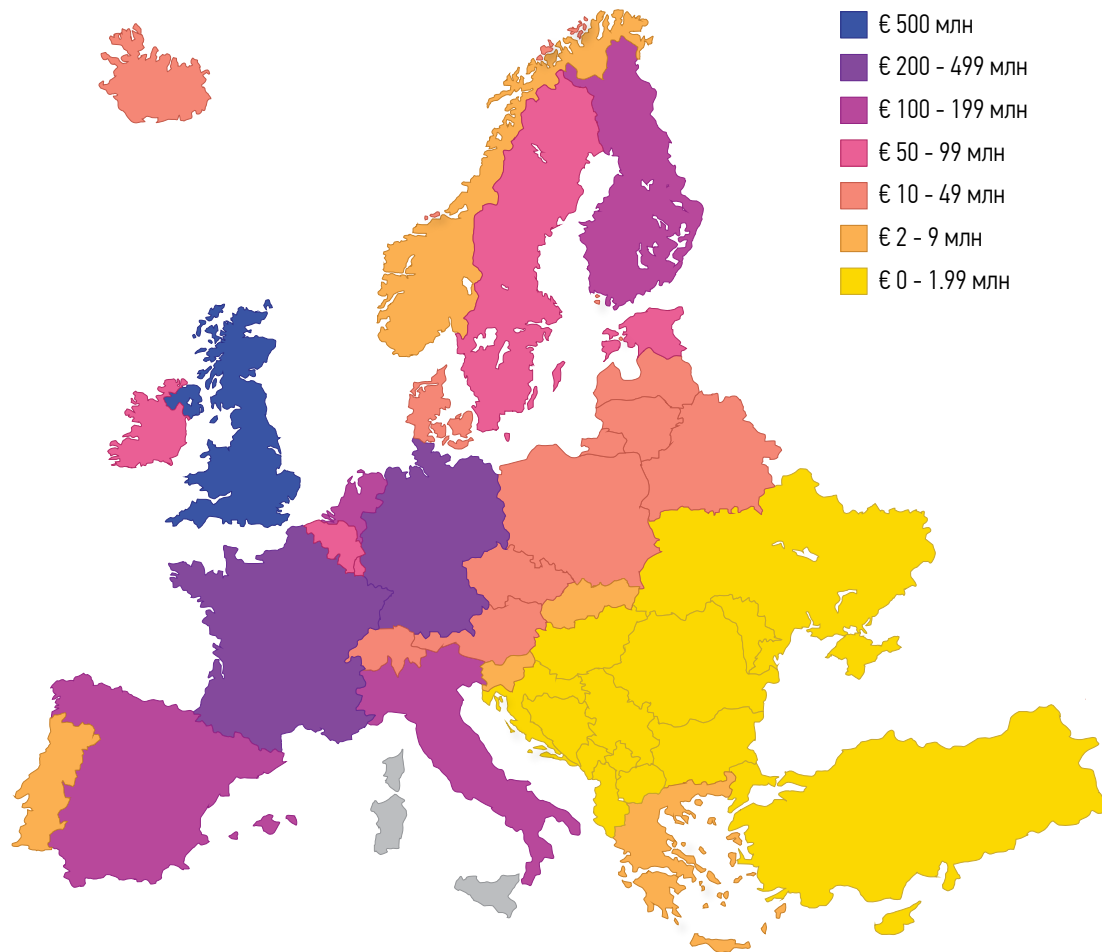 € 500 млн
€ 200 - 499 млн
€ 100 - 199 млн
€ 50 - 99 млн
€ 10 - 49 млн
€ 2 - 9 млн
€ 0 - 1.99 млн